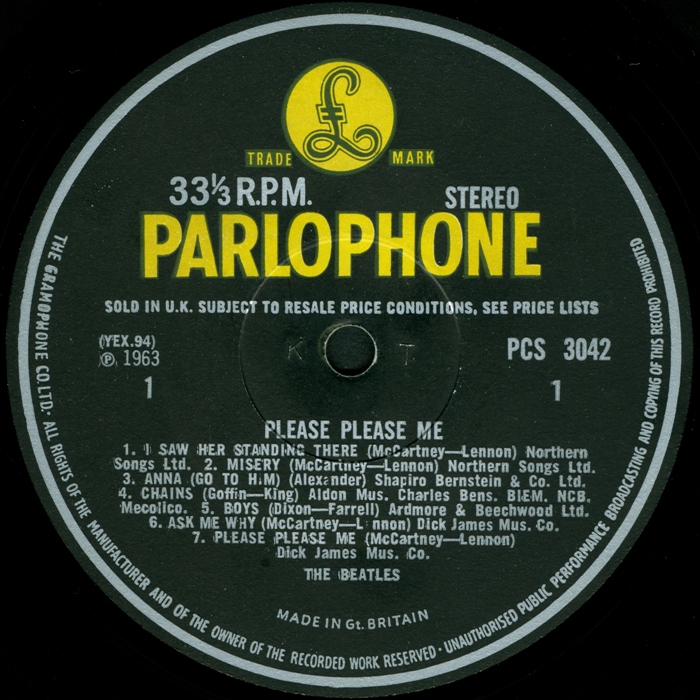 TRADE MARK
33⅓ R.P.M. STEREO
PARLOPHONE
SOLD IN U.K. SUBJECT TO RESALE PRICE CONDITIONS, SEE PRICE LISTS
(YEX.94) PCS 3042
Ⓟ 1963
1 1
K T
PLEASE PLEASE ME
1. I SAW HER STANDING THERE (McCartney—Lennon) Northern
Songs Ltd. 2. MISERY (McCartney—Lennon) Northern Songs Ltd.
3. ANNA (GO TO HIM) (Alexander) Shapiro Bernstein & Co. Ltd.
4. CHAINS (Goffin—King) Aldon Mus. Charles Bens. BIEM. NCB.
Mecolico. 5. BOYS (Dixon—Farrell) Ardmore & Beechwood Ltd.
6. ASK ME WHY (McCartney—Lennon) Dick James Mus. Co.
7. PLEASE PLEASE ME (McCartney—Lennon)
Dick James Mus. Co.
THE BEATLES
MADE IN Gt. BRITAIN
THE GRAMOPHONE CO. LTD. · ALL RIGHTS OF THE MANUFACTURER AND OF THE OWNER OF THE RECORDED WORK RESERVED · UNAUTHORISED PUBLIC PERFORMANCE BROADCASTING AND COPYING OF THIS RECORD PROHIBITED